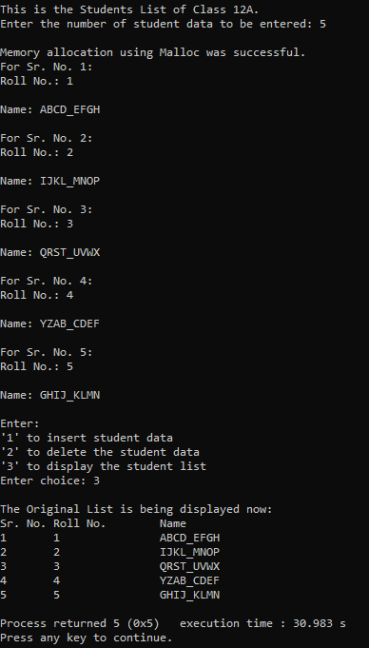 This is the Students List of Class 12A.
Enter the number of student data to be entered: 5
Memory allocation using Malloc was successful.
For Sr. No. 1:
Roll No.: 1
Name: ABCD_EFGH
For Sr. No. 2:
Roll No.: 2
Name: IJKL_MNOP
For Sr. No. 3:
Roll No.: 3
Name: QRST_UVWX
For Sr. No. 4:
Roll No.: 4
Name: YZAB_CDEF
For Sr. No. 5:
Roll No.: 5
Name: GHIJ_KLMN
Enter:
'1' to insert student data
'2' to delete the student data
'3' to display the student list
Enter choice: 3
The Original List is being displayed now:
Sr. No. Roll No. Name
1 1 ABCD_EFGH
2 2 IJKL_MNOP
3 3 QRST_UVWX
4 4 YZAB_CDEF
5 5 GHIJ_KLMN
Process returned 5 (0x5) execution time : 30.983 s
Press any key to continue.